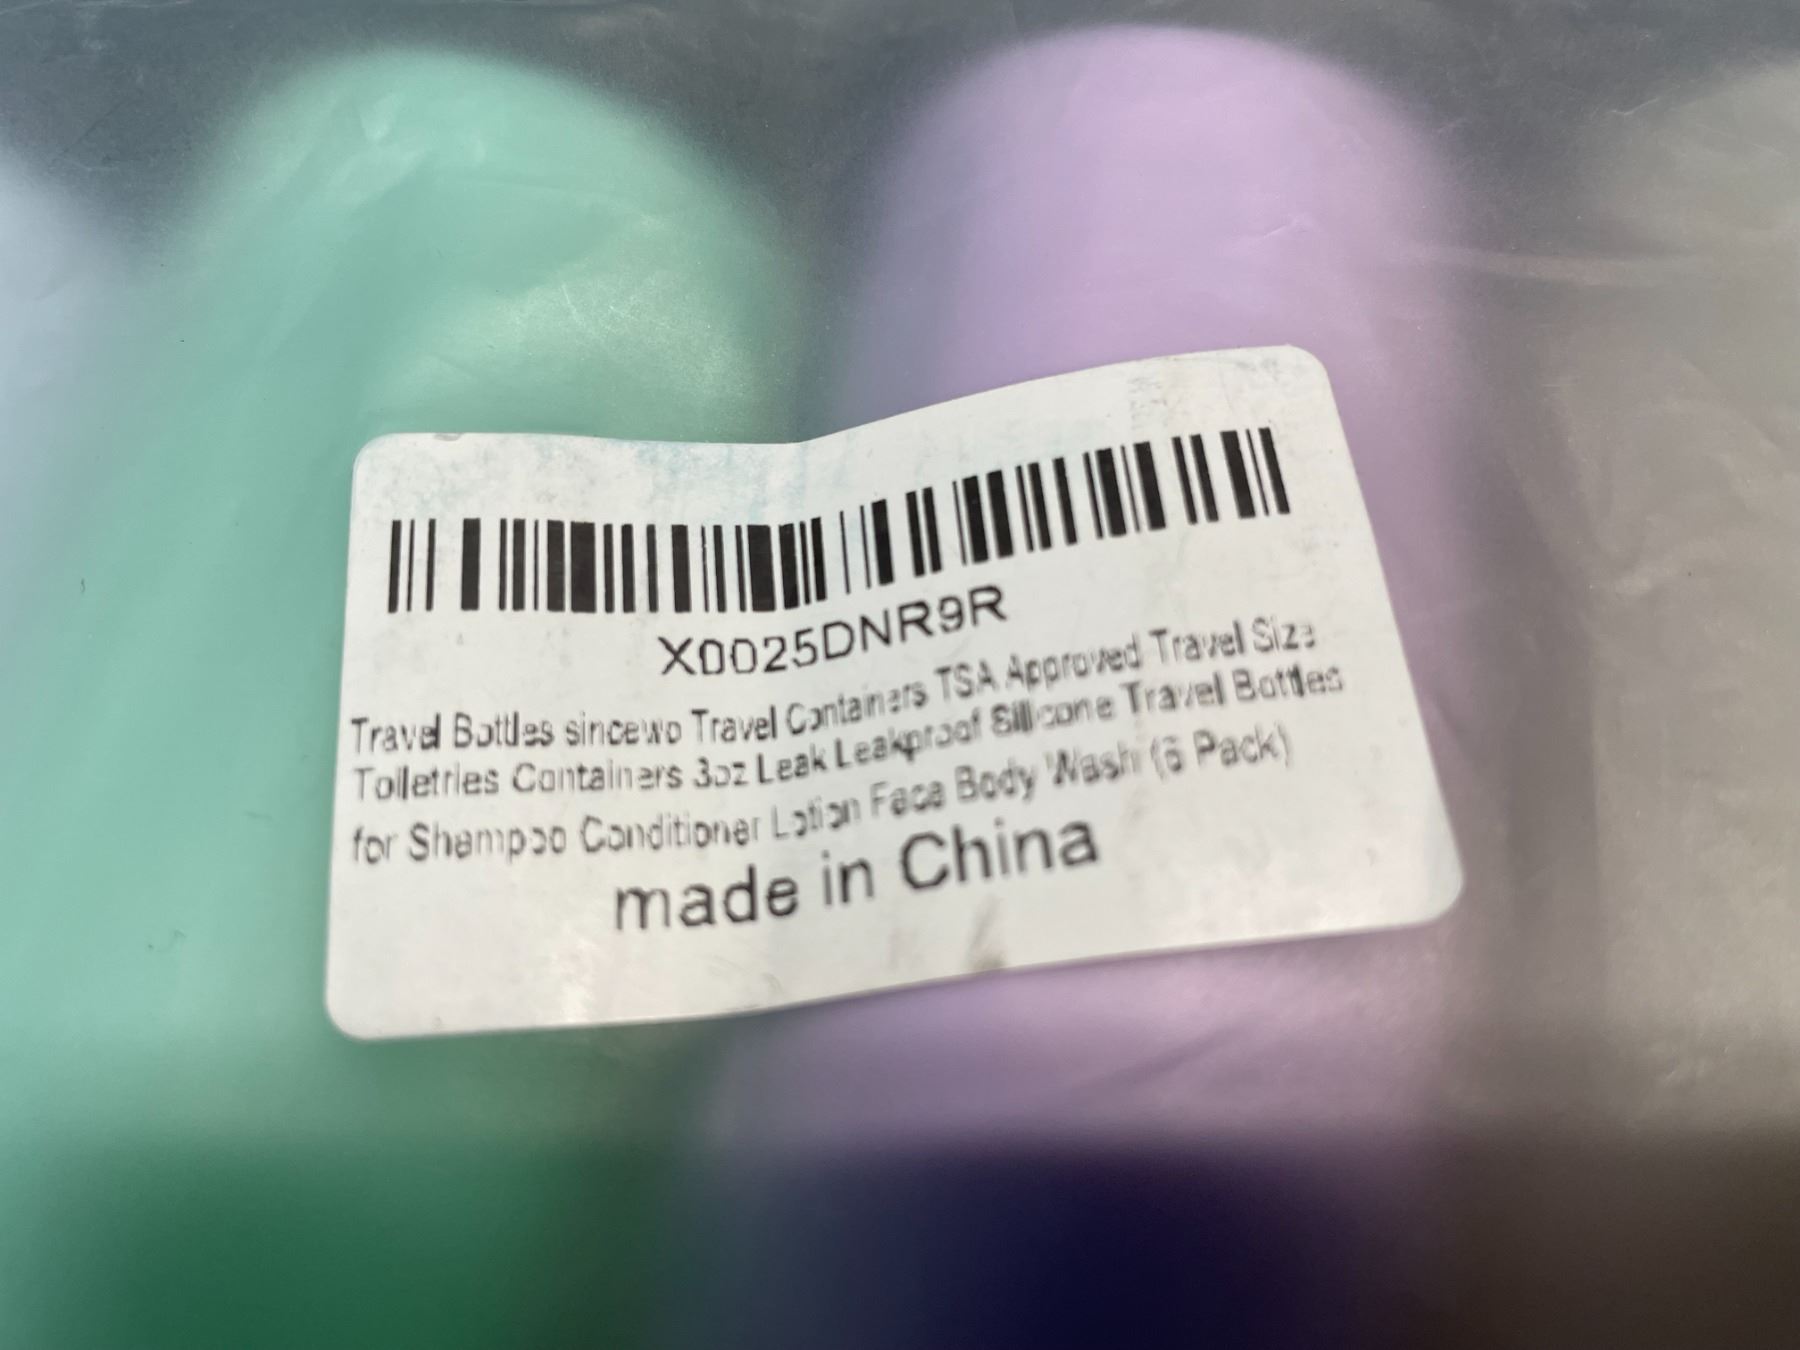 X0025DNR9R
Travel Bottles sincewo Travel Containers TSA Approved Travel Size
Toiletries Containers 3oz Leak Leakproof Silicone Travel Bottles
for Shampoo Conditioner Lotion Face Body Wash ( Pack)
made in China